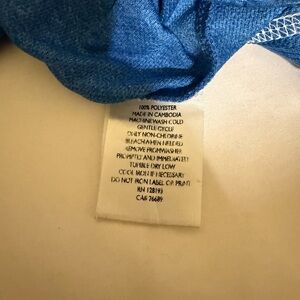 100% POLYESTER
MADE IN CAMBODIA
MACHINE WASH COLD
GENTLE CYCLE
ONLY NON-CHLORINE
BLEACH WHEN NEEDED
REMOVE FROM WASHER
PROMPTLY AND IMMEDIATELY
TUMBLE DRY LOW
COOL IRON IF NECESSARY
DO NOT IRON LABEL OR PRINT
RN 128193
CA# 26689